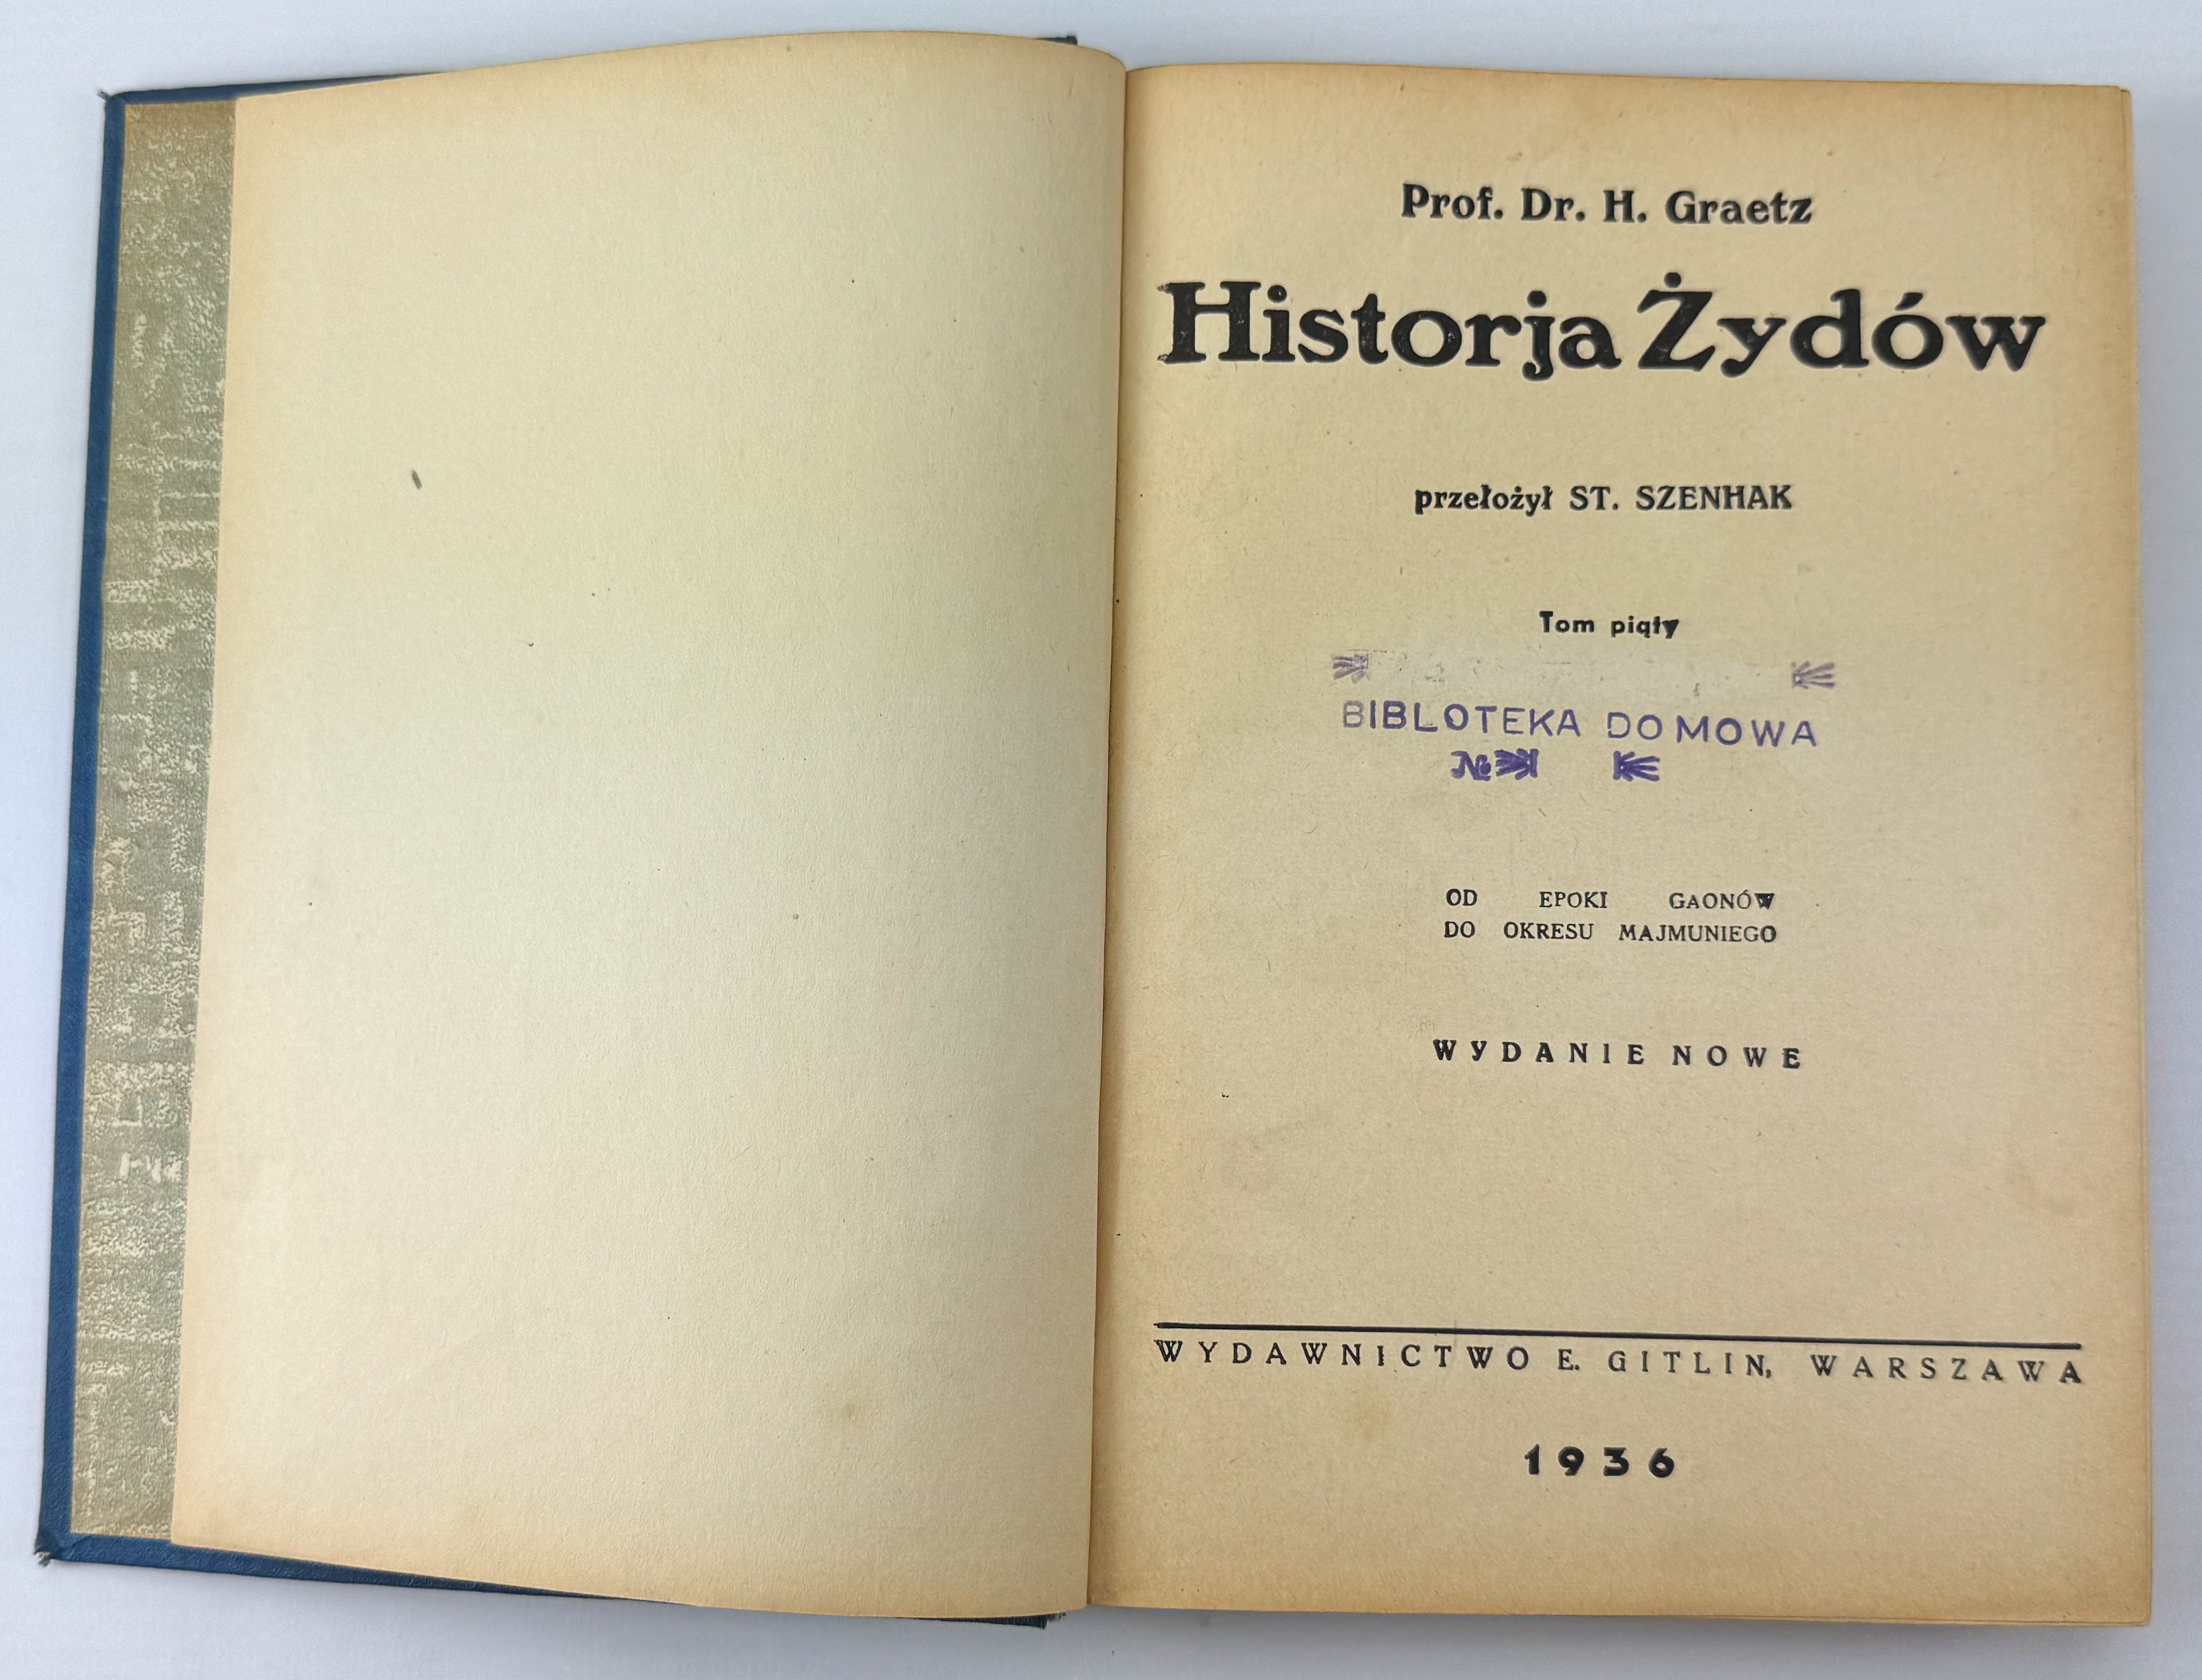 Prof. Dr. H. Graetz
Historja Żydów
przełożył ST. SZENHAK
Tom piąty
BIBLOTEKA DOMOWA
№
OD EPOKI GAONÓW
DO OKRESU MAJMUNIEGO
WYDANIE NOWE
WYDAWNICTWO E. GITLIN, WARSZAWA
1936